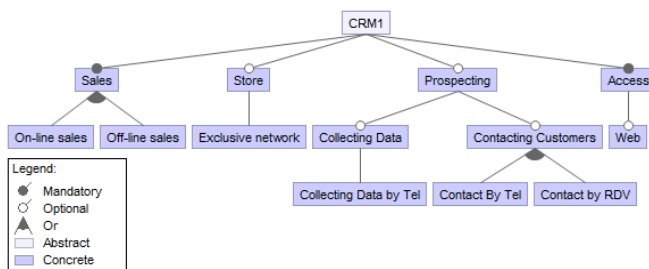 CRM1
Sales
Store
Prospecting
Access
On-line sales
Off-line sales
Exclusive network
Collecting Data
Contacting Customers
Web
Collecting Data by Tel
Contact By Tel
Contact by RDV
Legend:
Mandatory
Optional
Or
Abstract
Concrete